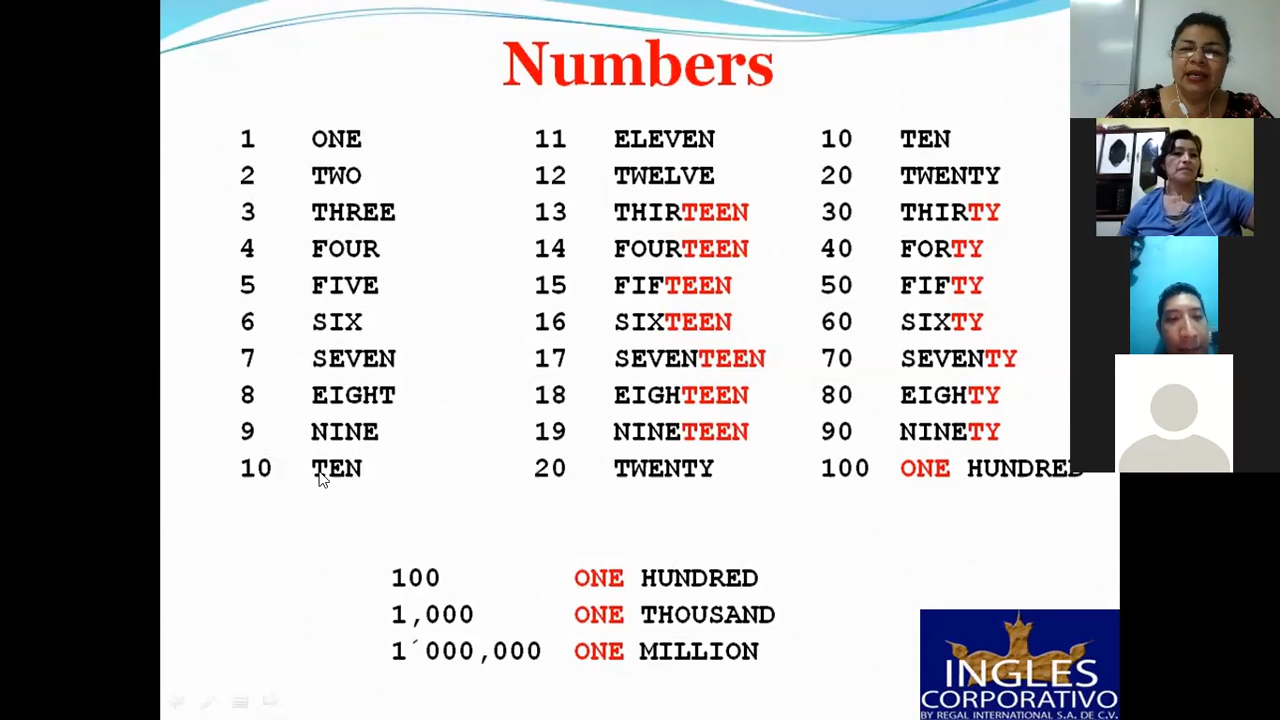 Numbers
1 ONE 11 ELEVEN 10 TEN
2 TWO 12 TWELVE 20 TWENTY
3 THREE 13 THIRTEEN 30 THIRTY
4 FOUR 14 FOURTEEN 40 FORTY
5 FIVE 15 FIFTEEN 50 FIFTY
6 SIX 16 SIXTEEN 60 SIXTY
7 SEVEN 17 SEVENTEEN 70 SEVENTY
8 EIGHT 18 EIGHTEEN 80 EIGHTY
9 NINE 19 NINETEEN 90 NINETY
10 TEN 20 TWENTY 100 ONE HUNDRED
100 ONE HUNDRED
1,000 ONE THOUSAND
1´000,000 ONE MILLION
INGLES
CORPORATIVO
BY REGAL INTERNATIONAL S.A. DE C.V.